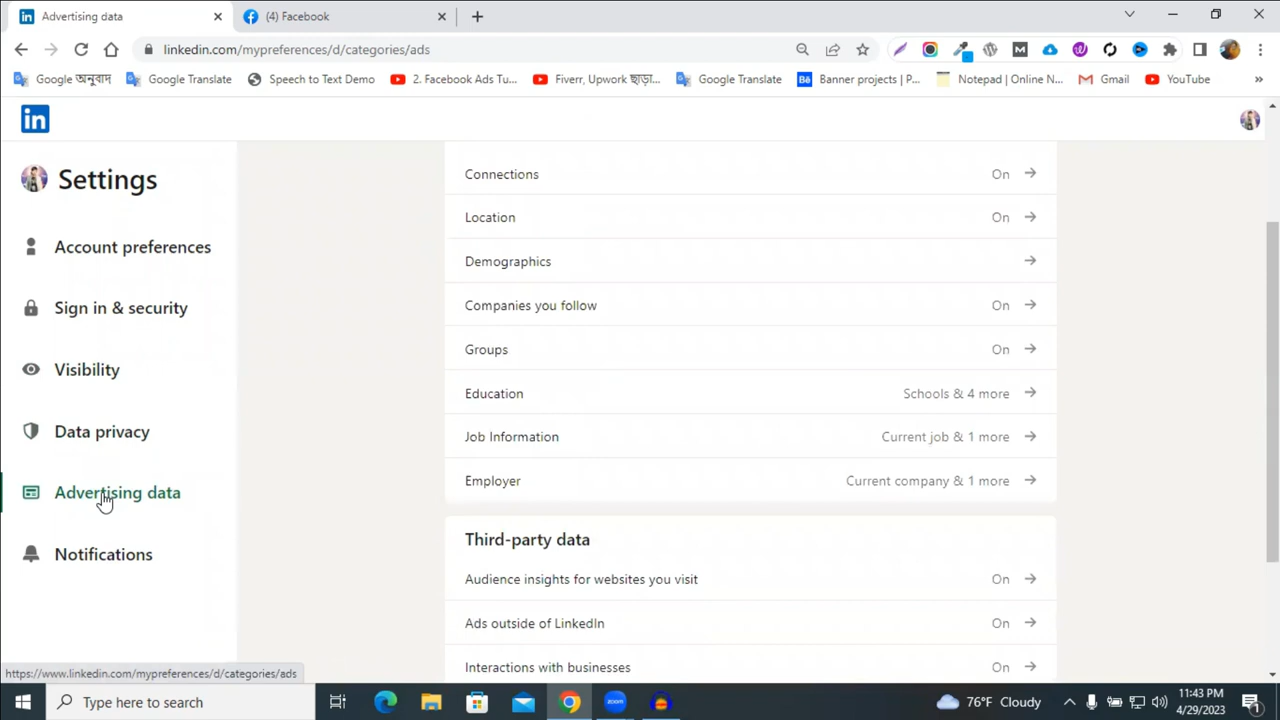 Advertising data
(4) Facebook
linkedin.com/mypreferences/d/categories/ads
Google অনুবাদ
Google Translate
Speech to Text Demo
2. Facebook Ads Tu...
Fiverr, Upwork ছাড়া...
Google Translate
Banner projects | P...
Notepad | Online N...
Gmail
YouTube
»
in
Settings
Account preferences
Sign in & security
Visibility
Data privacy
Advertising data
Notifications
Connections On
Location On
Demographics
Companies you follow On
Groups On
Education Schools & 4 more
Job Information Current job & 1 more
Employer Current company & 1 more
Third-party data
Audience insights for websites you visit On
Ads outside of LinkedIn On
Interactions with businesses On
https://www.linkedin.com/mypreferences/d/categories/ads
Type here to search
zoom
76°F Cloudy
11:43 PM
4/29/2023
1